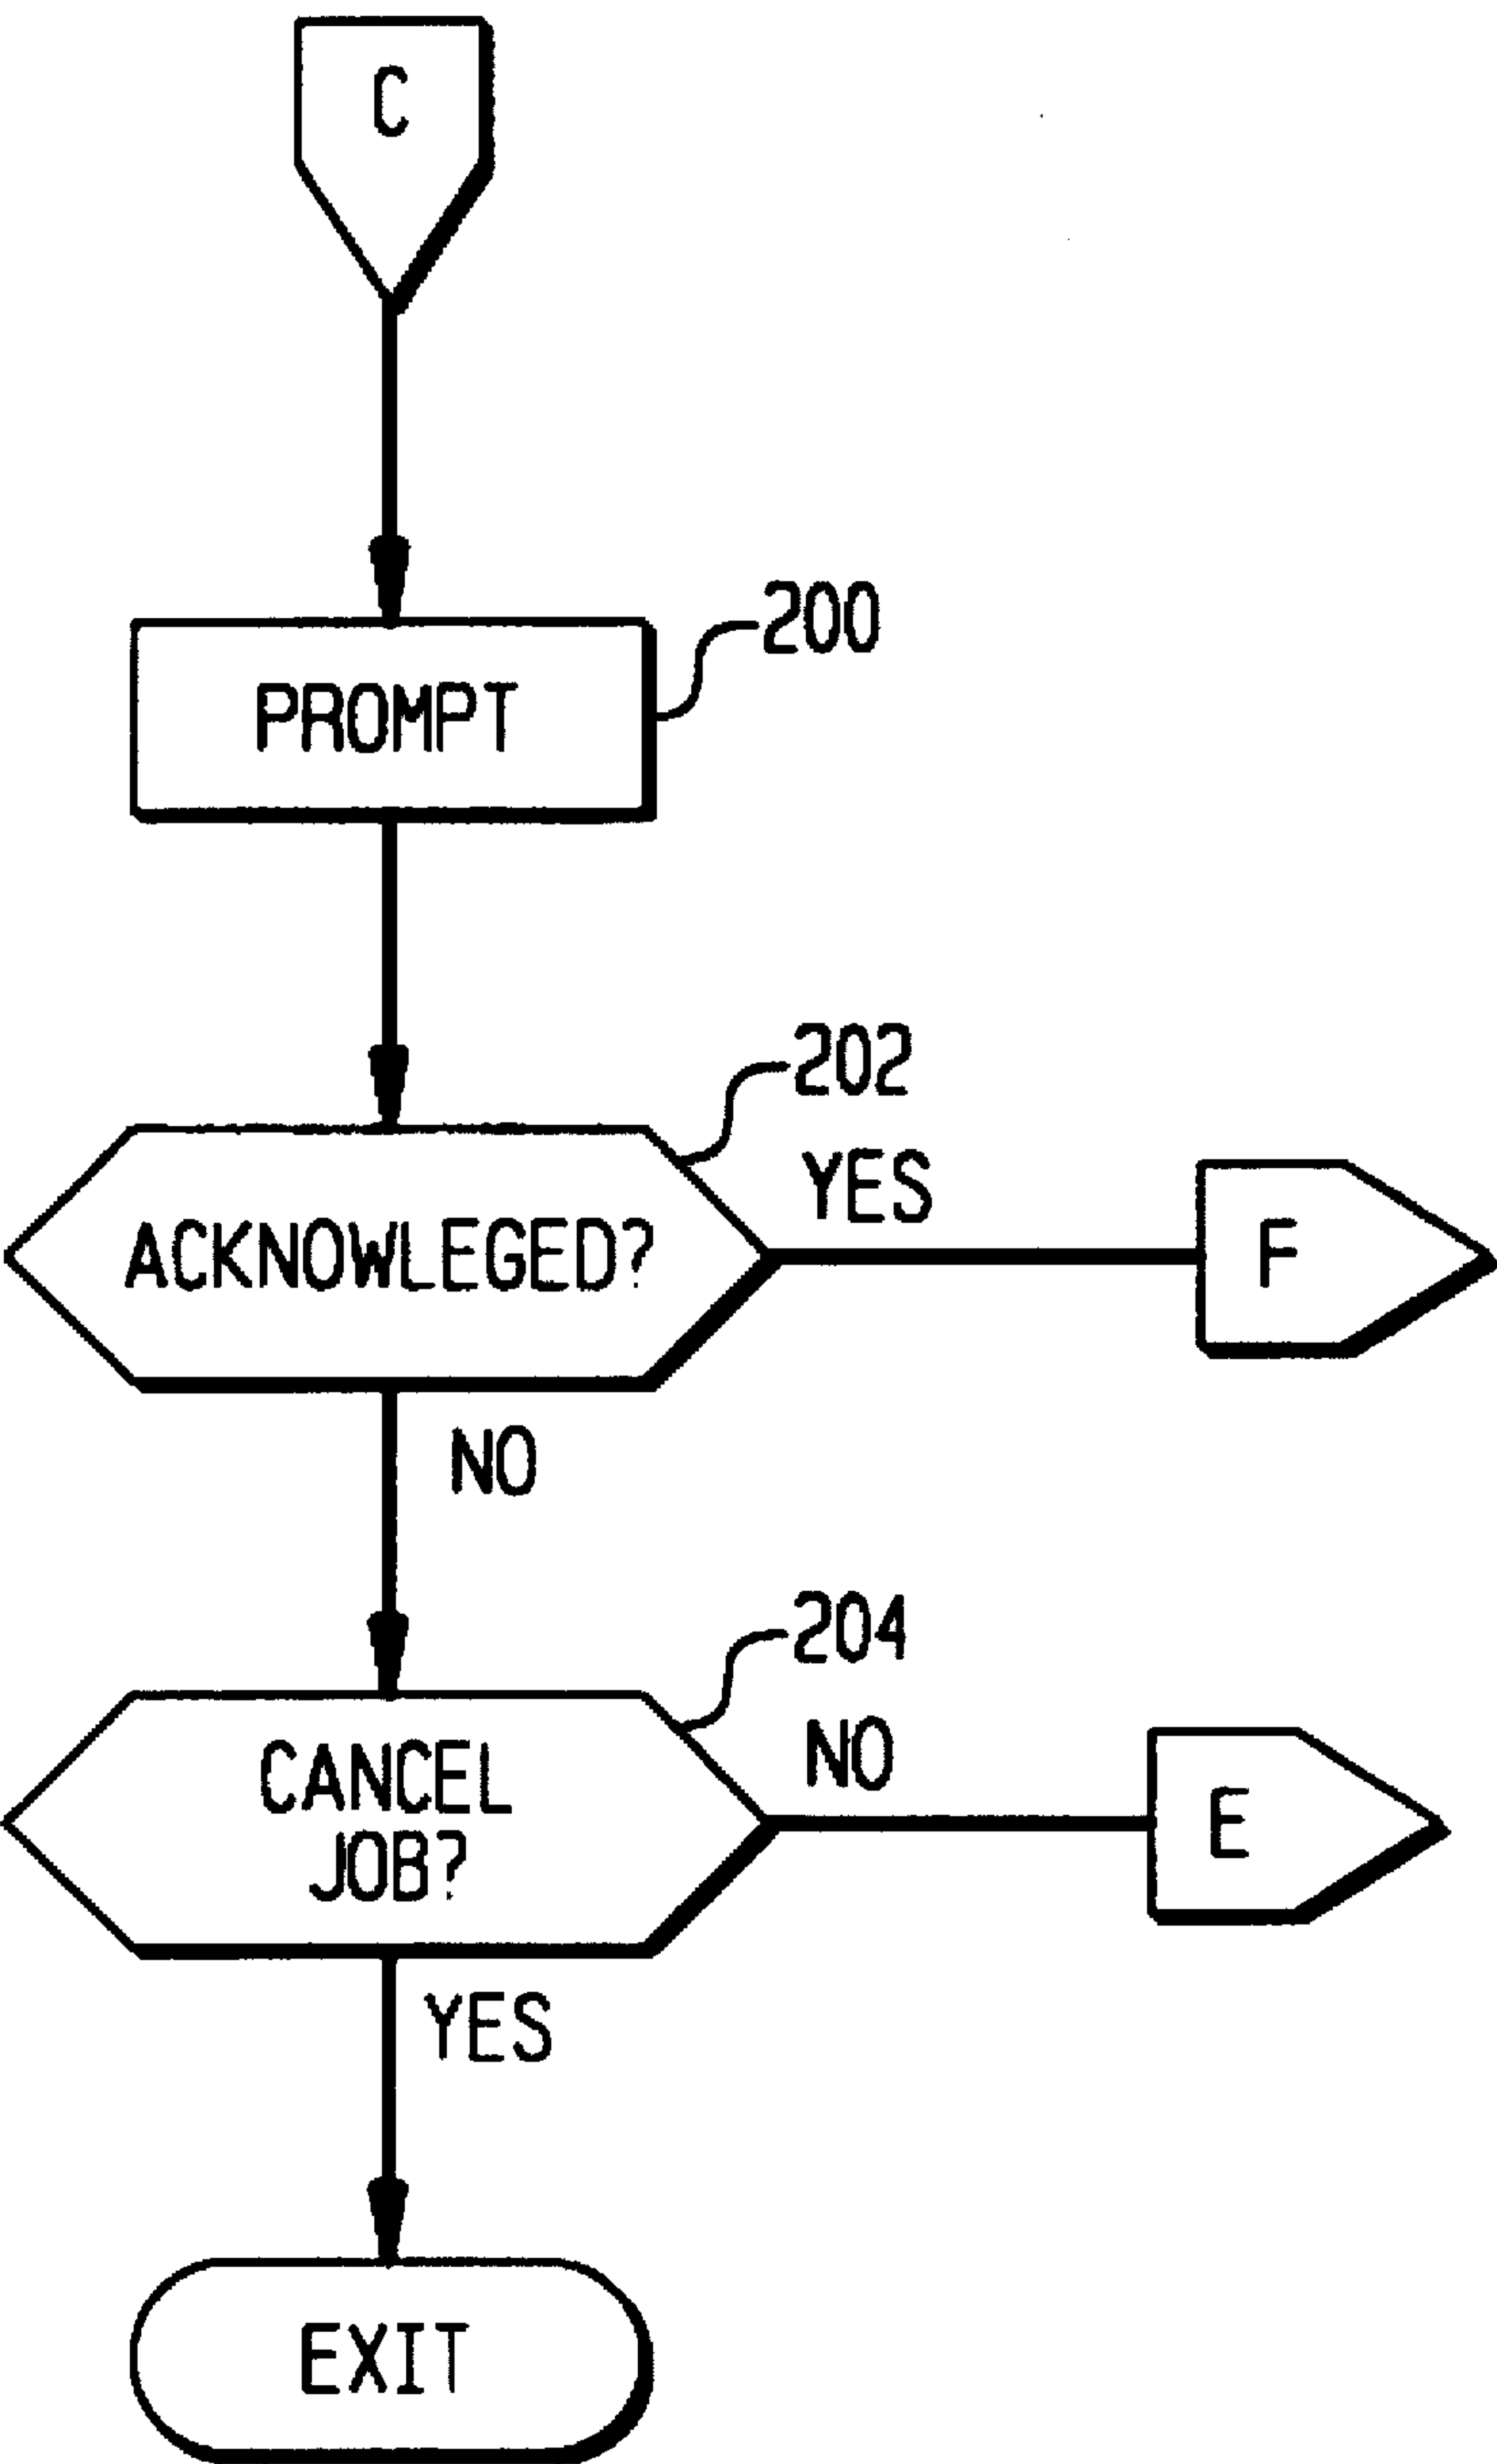 C
200
PROMPT
202
YES
ACKNOWLEGED?
F
NO
204
NO
CANCEL
JOB?
E
YES
EXIT